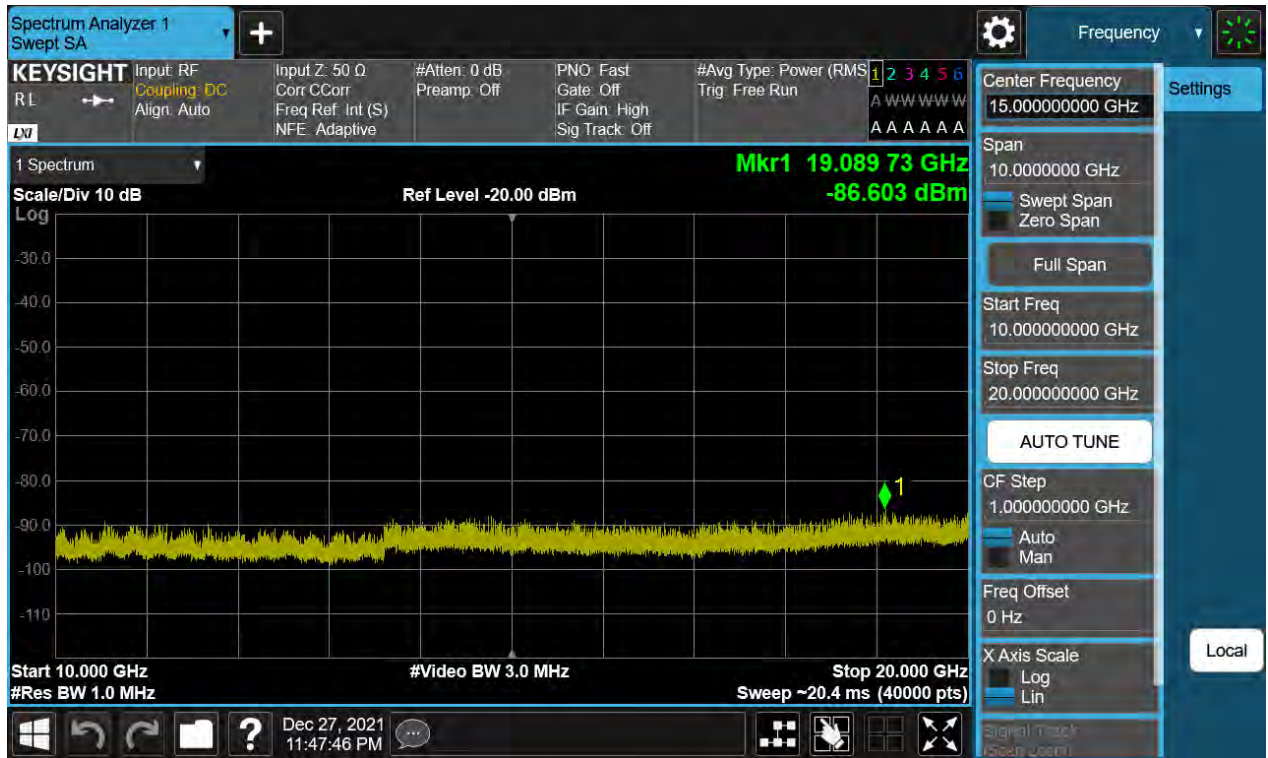 Spectrum Analyzer 1
Swept SA
+
Frequency
KEYSIGHT
RL
LXI
Input: RF
Coupling: DC
Align: Auto
Input Z: 50 Ω
Corr CCorr
Freq Ref: Int (S)
NFE: Adaptive
#Atten: 0 dB
Preamp: Off
PNO: Fast
Gate: Off
IF Gain: High
Sig Track: Off
#Avg Type: Power (RMS
Trig: Free Run
1 2 3 4 5 6
A W W W W W
A A A A A A
1 Spectrum
Scale/Div 10 dB
Log
Ref Level -20.00 dBm
Mkr1 19.089 73 GHz
-86.603 dBm
-30.0
-40.0
-50.0
-60.0
-70.0
-80.0
1
-90.0
-100
-110
Start 10.000 GHz
#Res BW 1.0 MHz
#Video BW 3.0 MHz
Stop 20.000 GHz
Sweep ~20.4 ms (40000 pts)
Dec 27, 2021
11:47:46 PM
?
Center Frequency
15.000000000 GHz
Span
10.0000000 GHz
Swept Span
Zero Span
Full Span
Start Freq
10.000000000 GHz
Stop Freq
20.000000000 GHz
AUTO TUNE
CF Step
1.000000000 GHz
Auto
Man
Freq Offset
0 Hz
X Axis Scale
Log
Lin
Signal Track
(Span Zoom)
Settings
Local